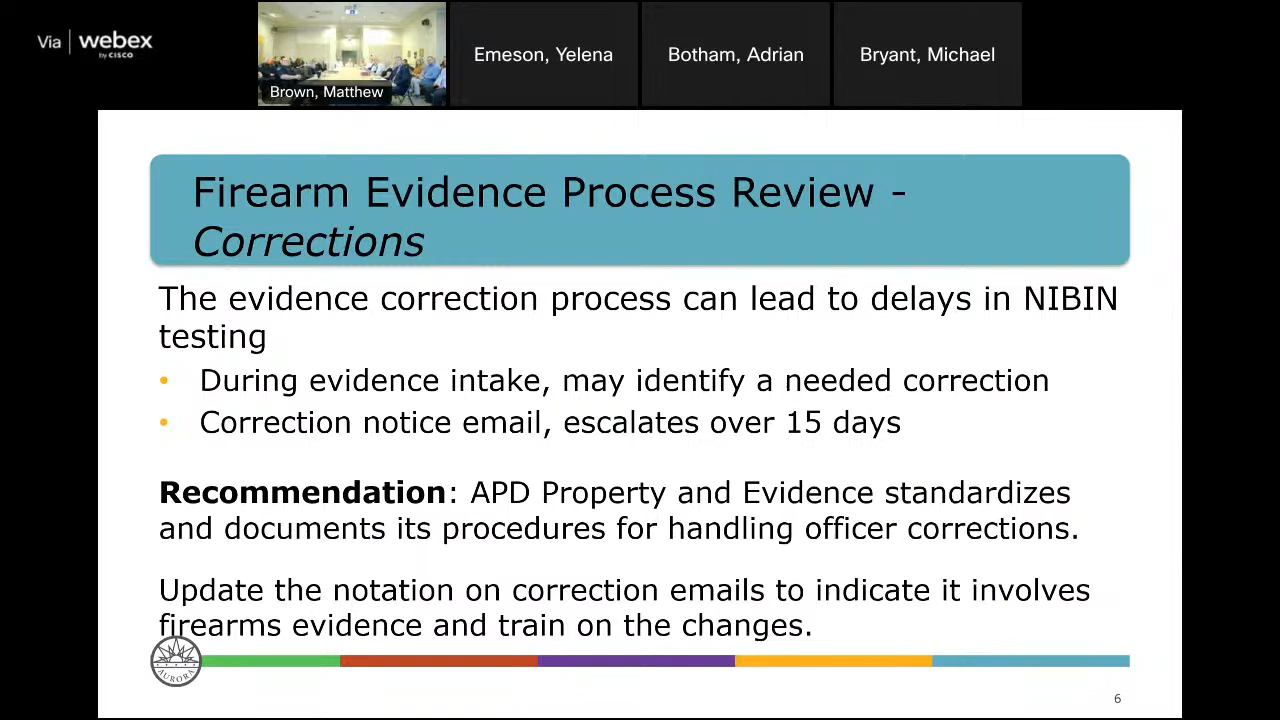 Via | webex
by CISCO
Brown, Matthew
Emeson, Yelena
Botham, Adrian
Bryant, Michael
Firearm Evidence Process Review -
Corrections
The evidence correction process can lead to delays in NIBIN
testing
• During evidence intake, may identify a needed correction
• Correction notice email, escalates over 15 days
Recommendation: APD Property and Evidence standardizes
and documents its procedures for handling officer corrections.
Update the notation on correction emails to indicate it involves
firearms evidence and train on the changes.
AURORA
6